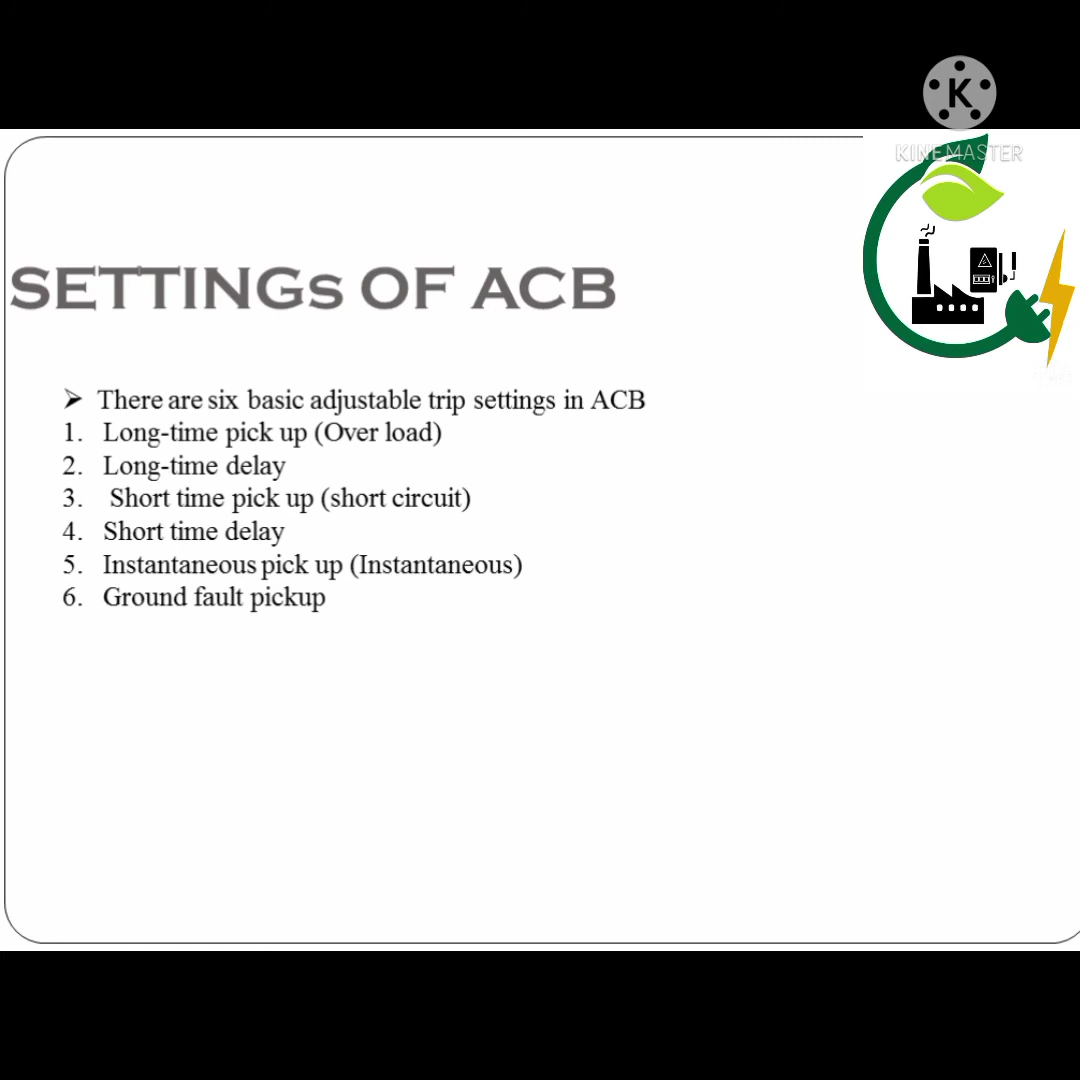 K
KINEMASTER
SETTINGs OF ACB
➢ There are six basic adjustable trip settings in ACB
1. Long-time pick up (Over load)
2. Long-time delay
3. Short time pick up (short circuit)
4. Short time delay
5. Instantaneous pick up (Instantaneous)
6. Ground fault pickup